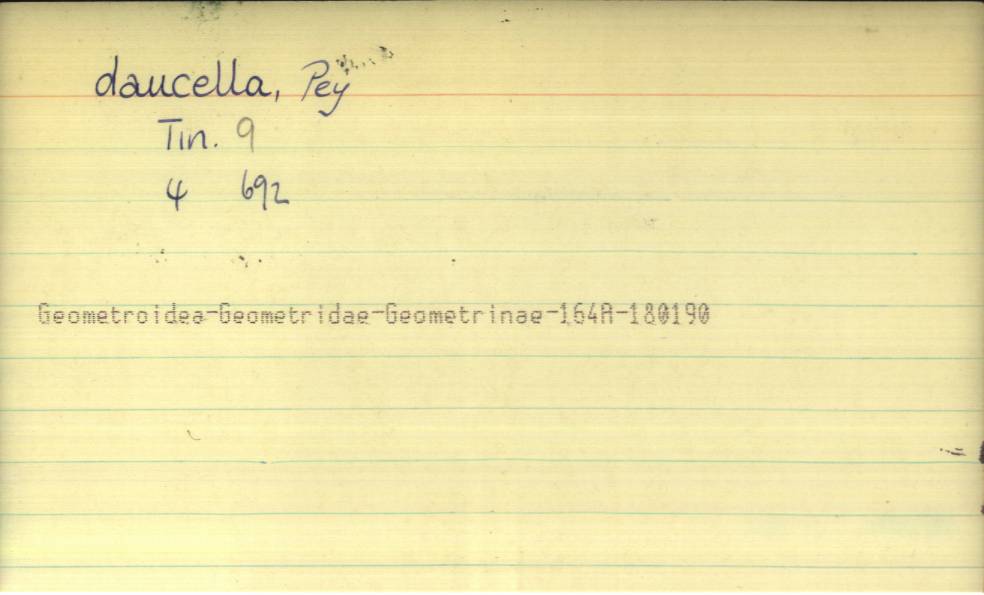 daucella, Pey
Tin. 9
4 692
Geometroidea-Geometridae-Geometrinae-164A-180190